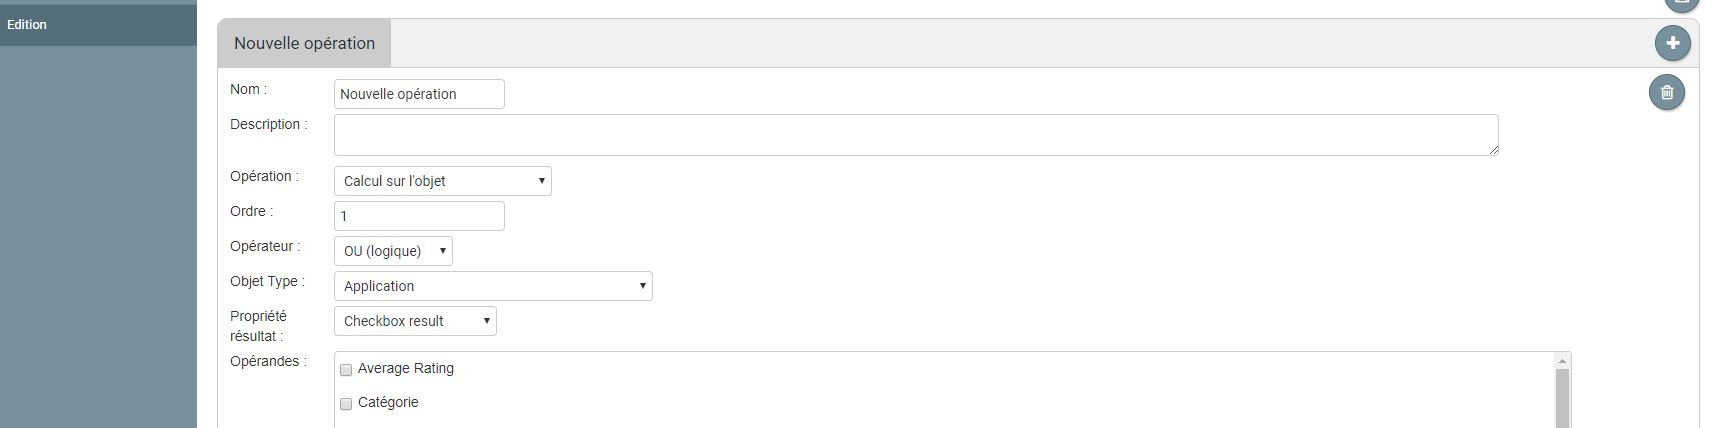 Edition
Nouvelle opération
Nom :
Nouvelle opération
Description :
Opération :
Calcul sur l'objet
Ordre :
1
Opérateur :
OU (logique)
Objet Type :
Application
Propriété
résultat :
Checkbox result
Opérandes :
Average Rating
Catégorie